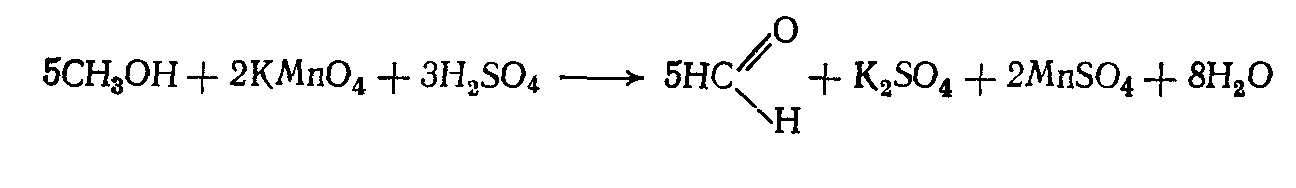 5CH₃OH + 2KMnO₄ + 3H₂SO₄ ⟶ 5HC(=O)H + K₂SO₄ + 2MnSO₄ + 8H₂O